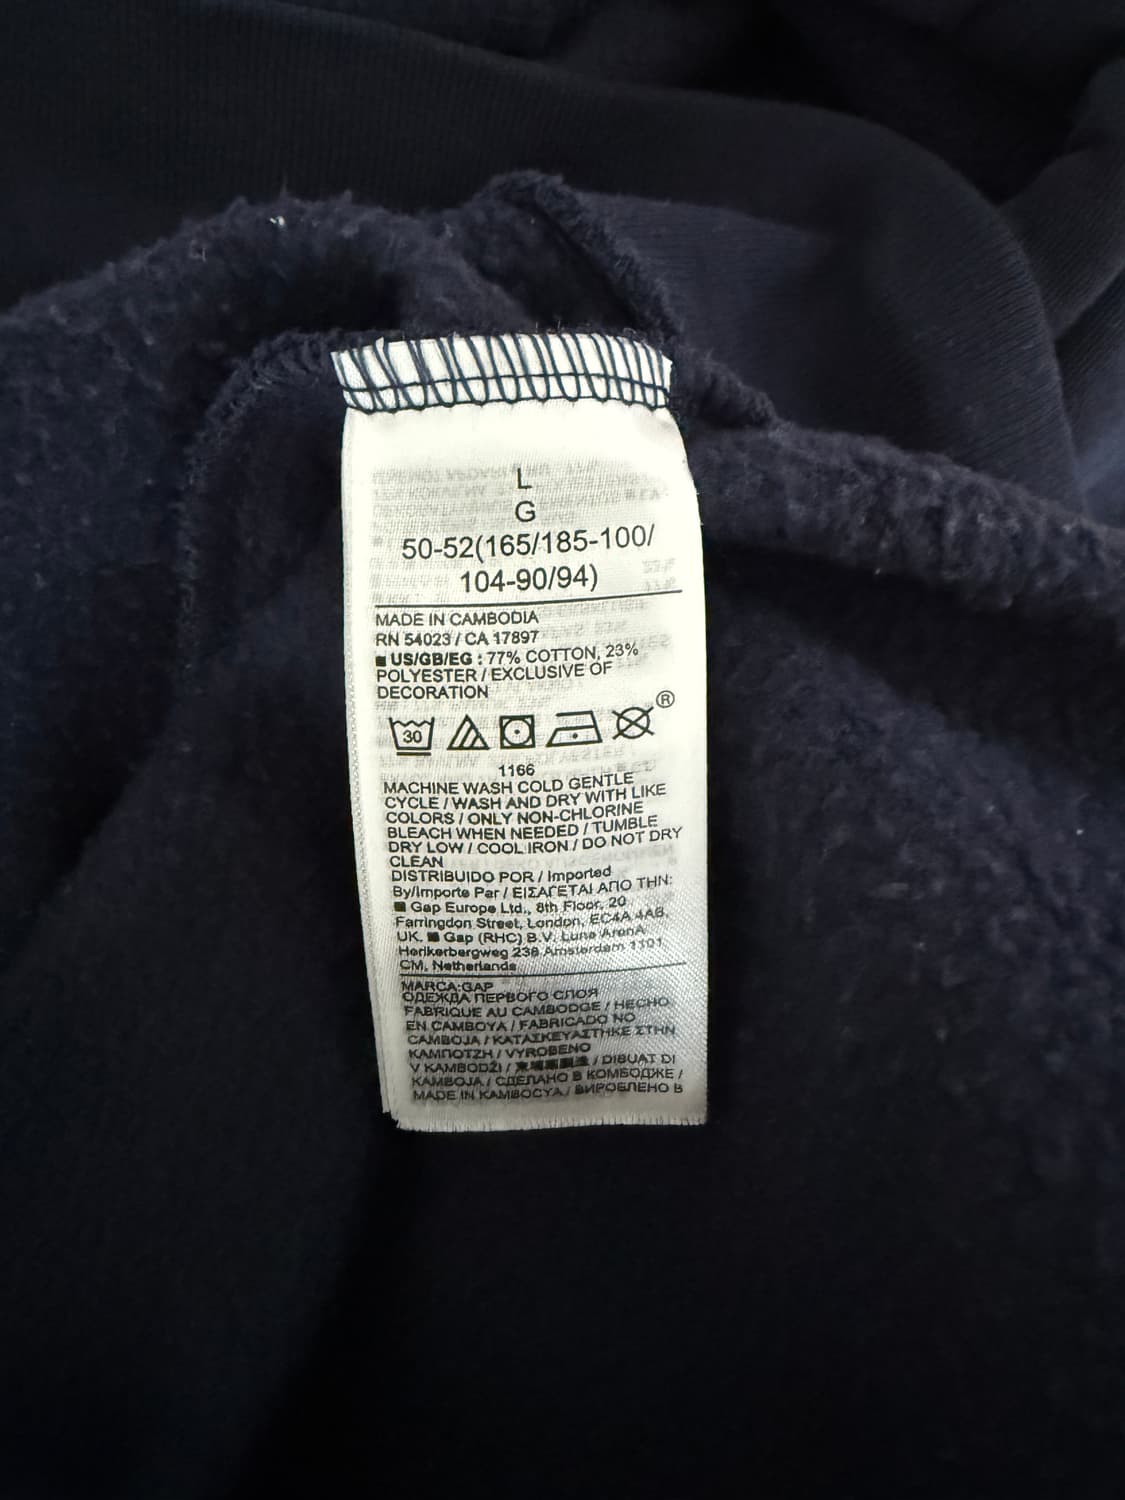 L
G
50-52(165/185-100/
104-90/94)
MADE IN CAMBODIA
RN 54023 / CA 17897
■ US/GB/EG : 77% COTTON, 23%
POLYESTER / EXCLUSIVE OF
DECORATION
30 ®
1166
MACHINE WASH COLD GENTLE
CYCLE / WASH AND DRY WITH LIKE
COLORS / ONLY NON-CHLORINE
BLEACH WHEN NEEDED / TUMBLE
DRY LOW / COOL IRON / DO NOT DRY
CLEAN
DISTRIBUIDO POR / Imported
By/Importe Par / ΕΙΣΑΓΕΤΑΙ ΑΠΟ ΤΗΝ:
■ Gap Europe Ltd., 8th Floor, 20
Farringdon Street, London, EC4A 4AB,
UK. ■ Gap (RHC) B.V. Luna ArenA
Herikerbergweg 238 Amsterdam 1101
CM, Netherlands
MARCA:GAP
ОДЕЖДА ПЕРВОГО СЛОЯ
FABRIQUE AU CAMBODGE / HECHO
EN CAMBOYA / FABRICADO NO
CAMBOJA / ΚΑΤΑΣΚΕΥΑΣΤΗΚΕ ΣΤΗΝ
ΚΑΜΠΟΤΖΗ / VYROBENO
V KAMBODŽI / / DIBUAT DI
KAMBOJA / СДЕЛАНО В КОМБОДЖЕ /
MADE IN KAMBOCYA / ВИРОБЛЕНО В